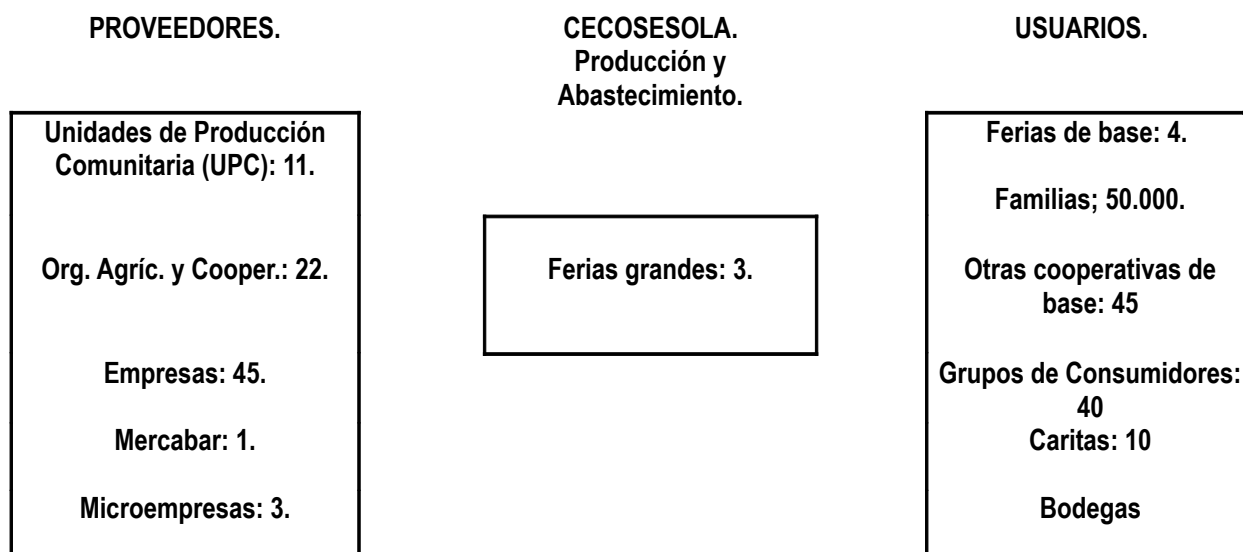 PROVEEDORES.
CECOSESOLA.
Producción y
Abastecimiento.
USUARIOS.
Unidades de Producción
Comunitaria (UPC): 11.
Org. Agríc. y Cooper.: 22.
Empresas: 45.
Mercabar: 1.
Microempresas: 3.
Ferias grandes: 3.
Ferias de base: 4.
Familias; 50.000.
Otras cooperativas de
base: 45
Grupos de Consumidores:
40
Caritas: 10
Bodegas